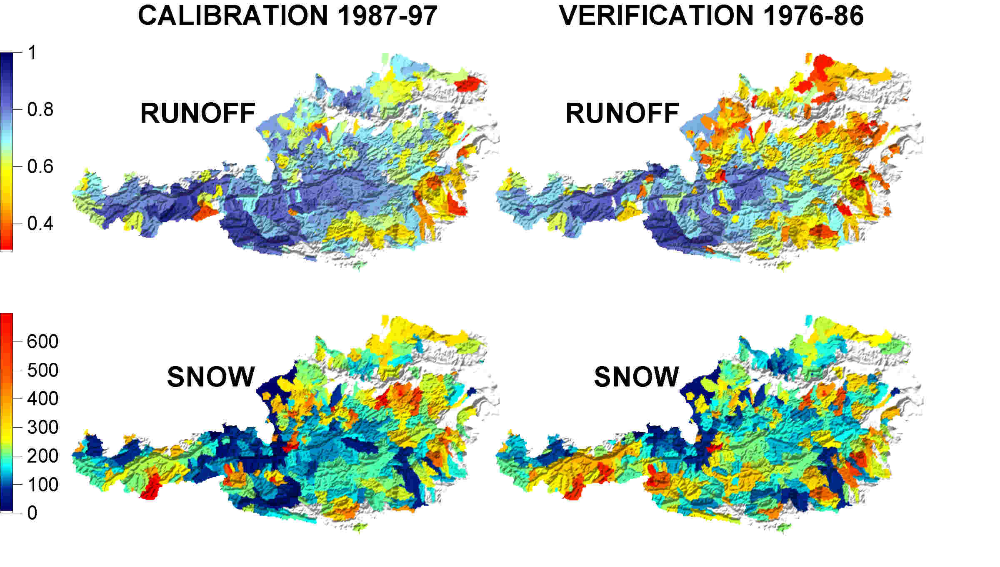 CALIBRATION 1987-97
VERIFICATION 1976-86
1
0.8
0.6
0.4
RUNOFF
RUNOFF
600
500
400
300
200
100
0
SNOW
SNOW